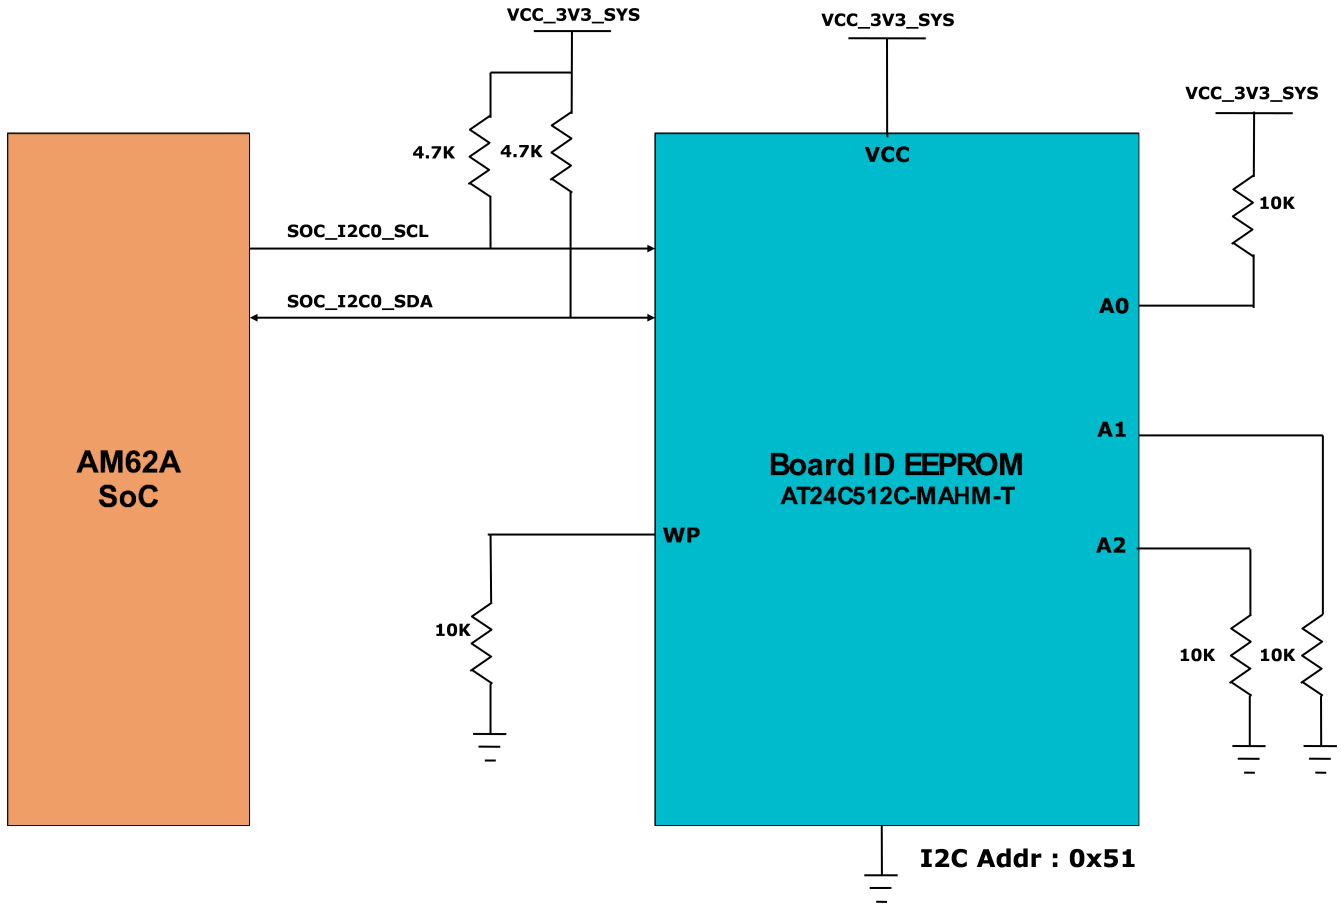 VCC_3V3_SYS
VCC_3V3_SYS
VCC_3V3_SYS
4.7K
4.7K
VCC
10K
SOC_I2C0_SCL
SOC_I2C0_SDA
A0
A1
AM62A
SoC
Board ID EEPROM
AT24C512C-MAHM-T
WP
A2
10K
10K
10K
I2C Addr : 0x51